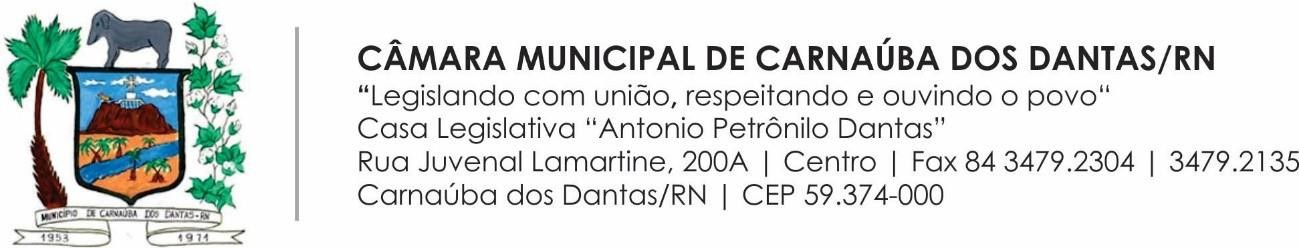 CÂMARA MUNICIPAL DE CARNAÚBA DOS DANTAS/RN
“Legislando com união, respeitando e ouvindo o povo“
Casa Legislativa “Antonio Petrônilo Dantas”
Rua Juvenal Lamartine, 200A | Centro | Fax 84 3479.2304 | 3479.2135
Carnaúba dos Dantas/RN | CEP 59.374-000
MUNICÍPIO DE CARNAÚBA DOS DANTAS-RN
1953 1971